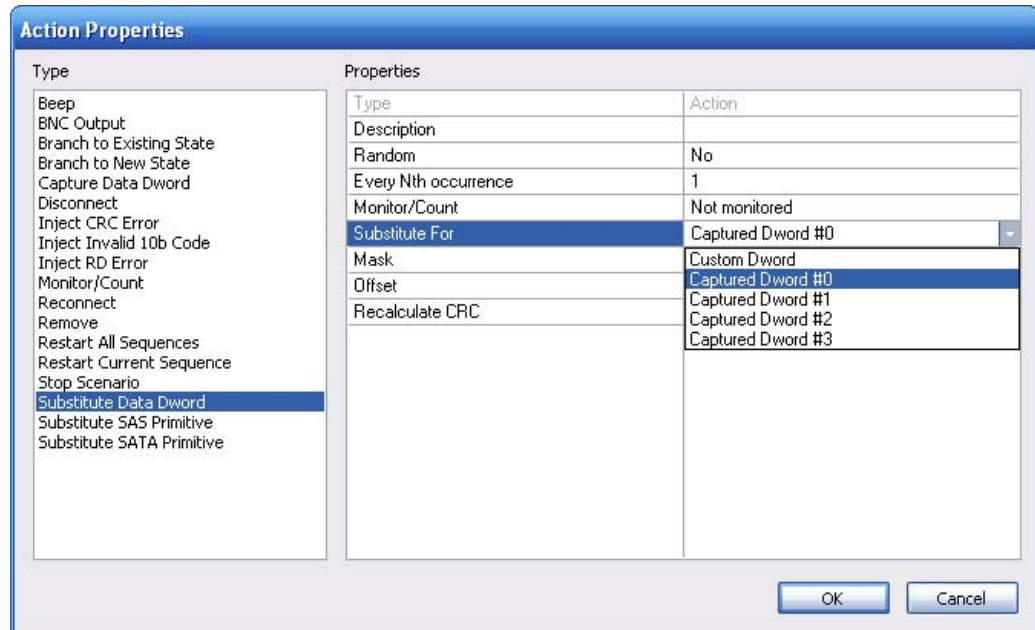 Action Properties
Type
Properties
Beep
BNC Output
Branch to Existing State
Branch to New State
Capture Data Dword
Disconnect
Inject CRC Error
Inject Invalid 10b Code
Inject RD Error
Monitor/Count
Reconnect
Remove
Restart All Sequences
Restart Current Sequence
Stop Scenario
Substitute Data Dword
Substitute SAS Primitive
Substitute SATA Primitive
Type Action
Description
Random No
Every Nth occurrence 1
Monitor/Count Not monitored
Substitute For Captured Dword #0
Mask
Offset
Recalculate CRC
Custom Dword
Captured Dword #0
Captured Dword #1
Captured Dword #2
Captured Dword #3
OK Cancel